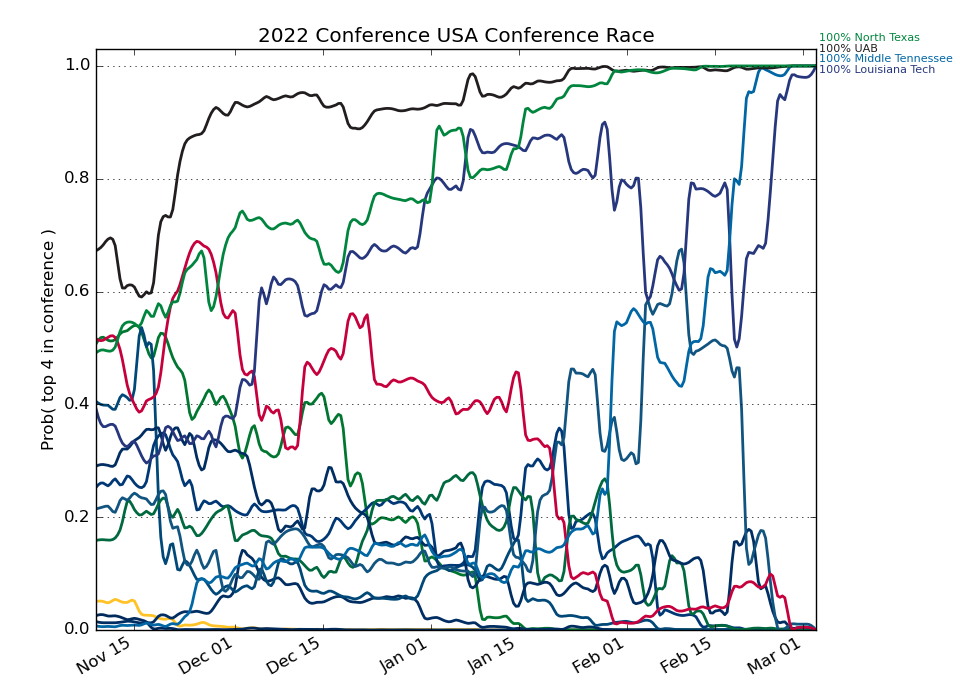 2022 Conference USA Conference Race
100% North Texas
100% UAB
100% Middle Tennessee
100% Louisiana Tech
Prob( top 4 in conference )
1.0
0.8
0.6
0.4
0.2
0.0
Nov 15
Dec 01
Dec 15
Jan 01
Jan 15
Feb 01
Feb 15
Mar 01